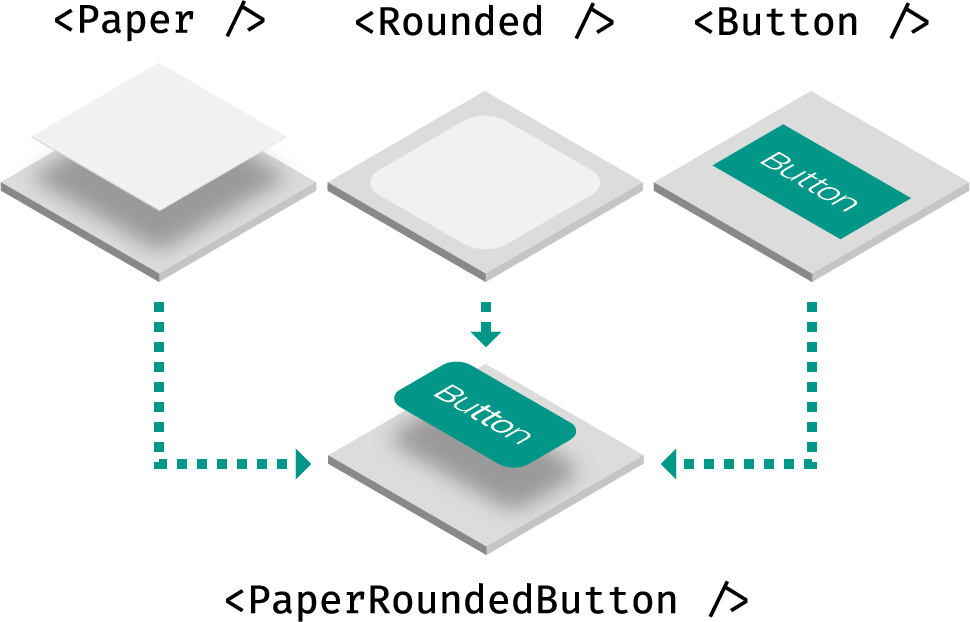 <Paper />
<Rounded />
<Button />
Button
Button
<PaperRoundedButton />